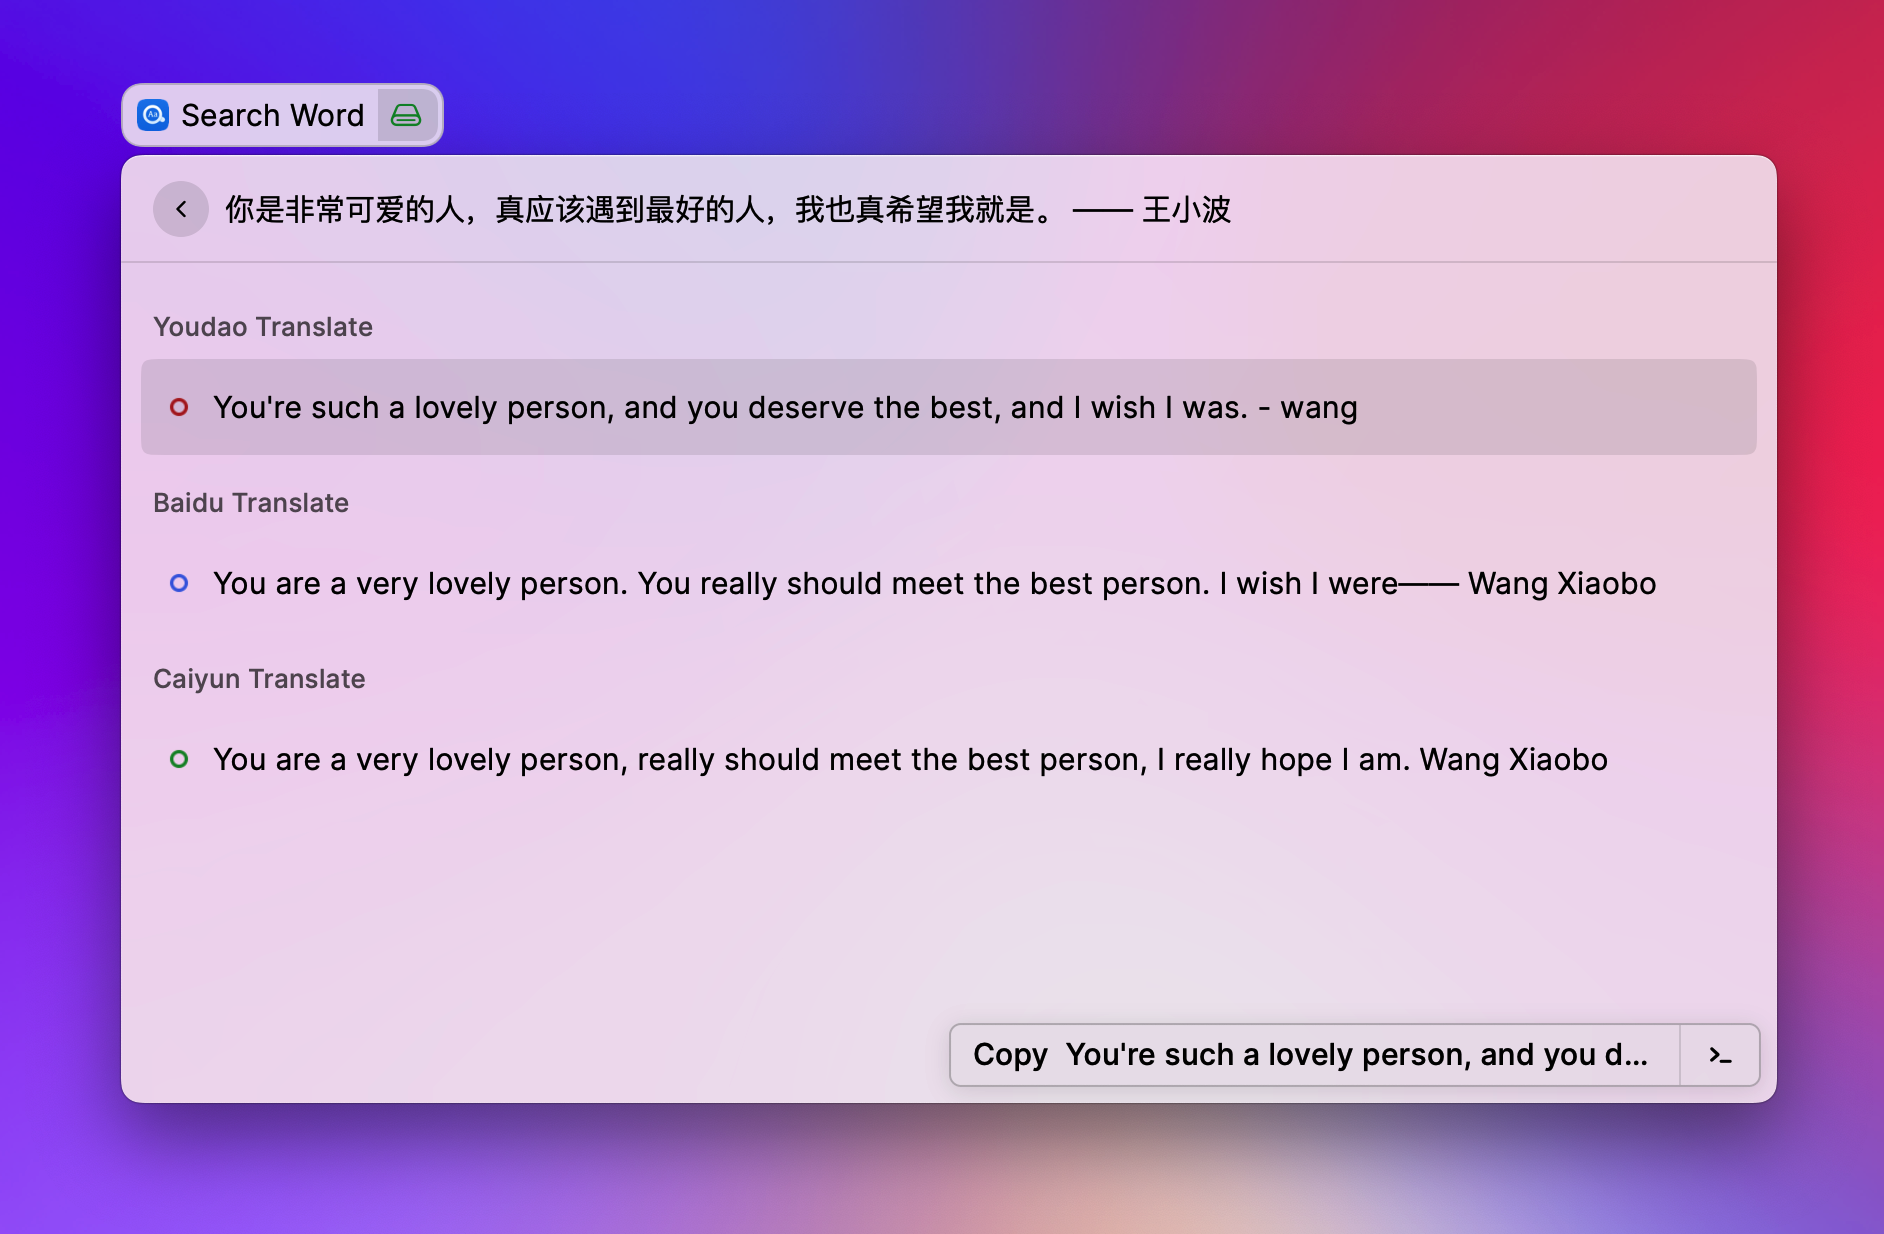 Search Word
你是非常可爱的人，真应该遇到最好的人，我也真希望我就是。 —— 王小波
Youdao Translate
You're such a lovely person, and you deserve the best, and I wish I was. - wang
Baidu Translate
You are a very lovely person. You really should meet the best person. I wish I were—— Wang Xiaobo
Caiyun Translate
You are a very lovely person, really should meet the best person, I really hope I am. Wang Xiaobo
Copy You're such a lovely person, and you d...